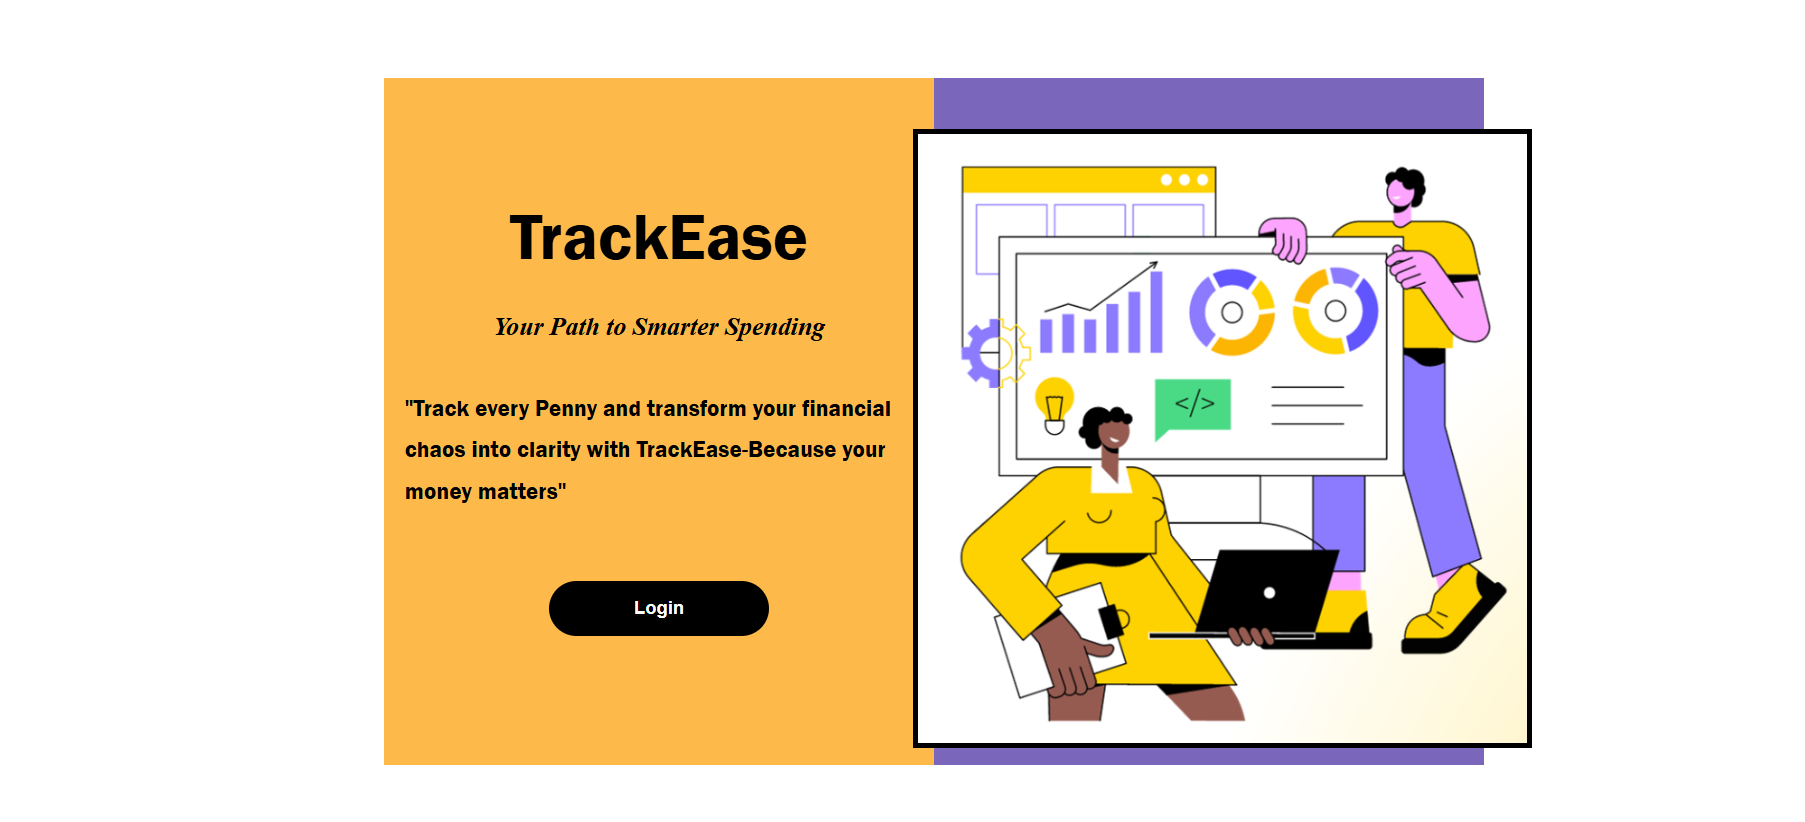 TrackEase
Your Path to Smarter Spending
"Track every Penny and transform your financial
chaos into clarity with TrackEase-Because your
money matters"
Login
</>